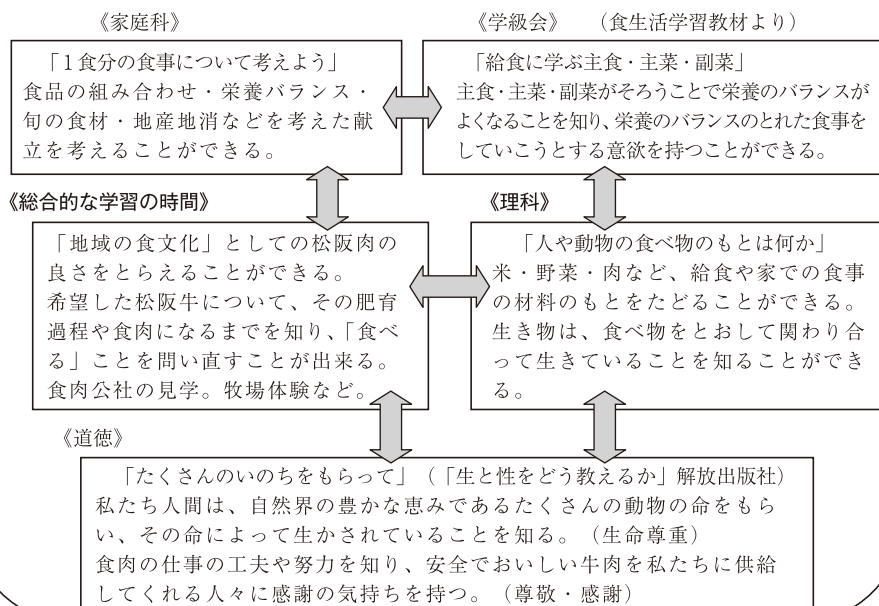 《家庭科》
「1食分の食事について考えよう」
食品の組み合わせ・栄養バランス・
旬の食材・地産地消などを考えた献
立を考えることができる。
《学級会》 （食生活学習教材より）
「給食に学ぶ主食・主菜・副菜」
主食・主菜・副菜がそろうことで栄養のバランスが
よくなることを知り、栄養のバランスのとれた食事を
していこうとする意欲を持つことができる。
《総合的な学習の時間》
「地域の食文化」としての松阪肉の
良さをとらえることができる。
希望した松阪牛について、その肥育
過程や食肉になるまでを知り、「食べ
る」ことを問い直すことが出来る。
食肉公社の見学。牧場体験など。
《理科》
「人や動物の食べ物のもとは何か」
米・野菜・肉など、給食や家での食事
の材料のもとをたどることができる。
生き物は、食べ物をとおして関わり合
って生きていることを知ることができ
る。
《道徳》
「たくさんのいのちをもらって」（「生と性をどう教えるか」解放出版社）
私たち人間は、自然界の豊かな恵みであるたくさんの動物の命をもら
い、その命によって生かされていることを知る。（生命尊重）
食肉の仕事の工夫や努力を知り、安全でおいしい牛肉を私たちに供給
してくれる人々に感謝の気持ちを持つ。（尊敬・感謝）